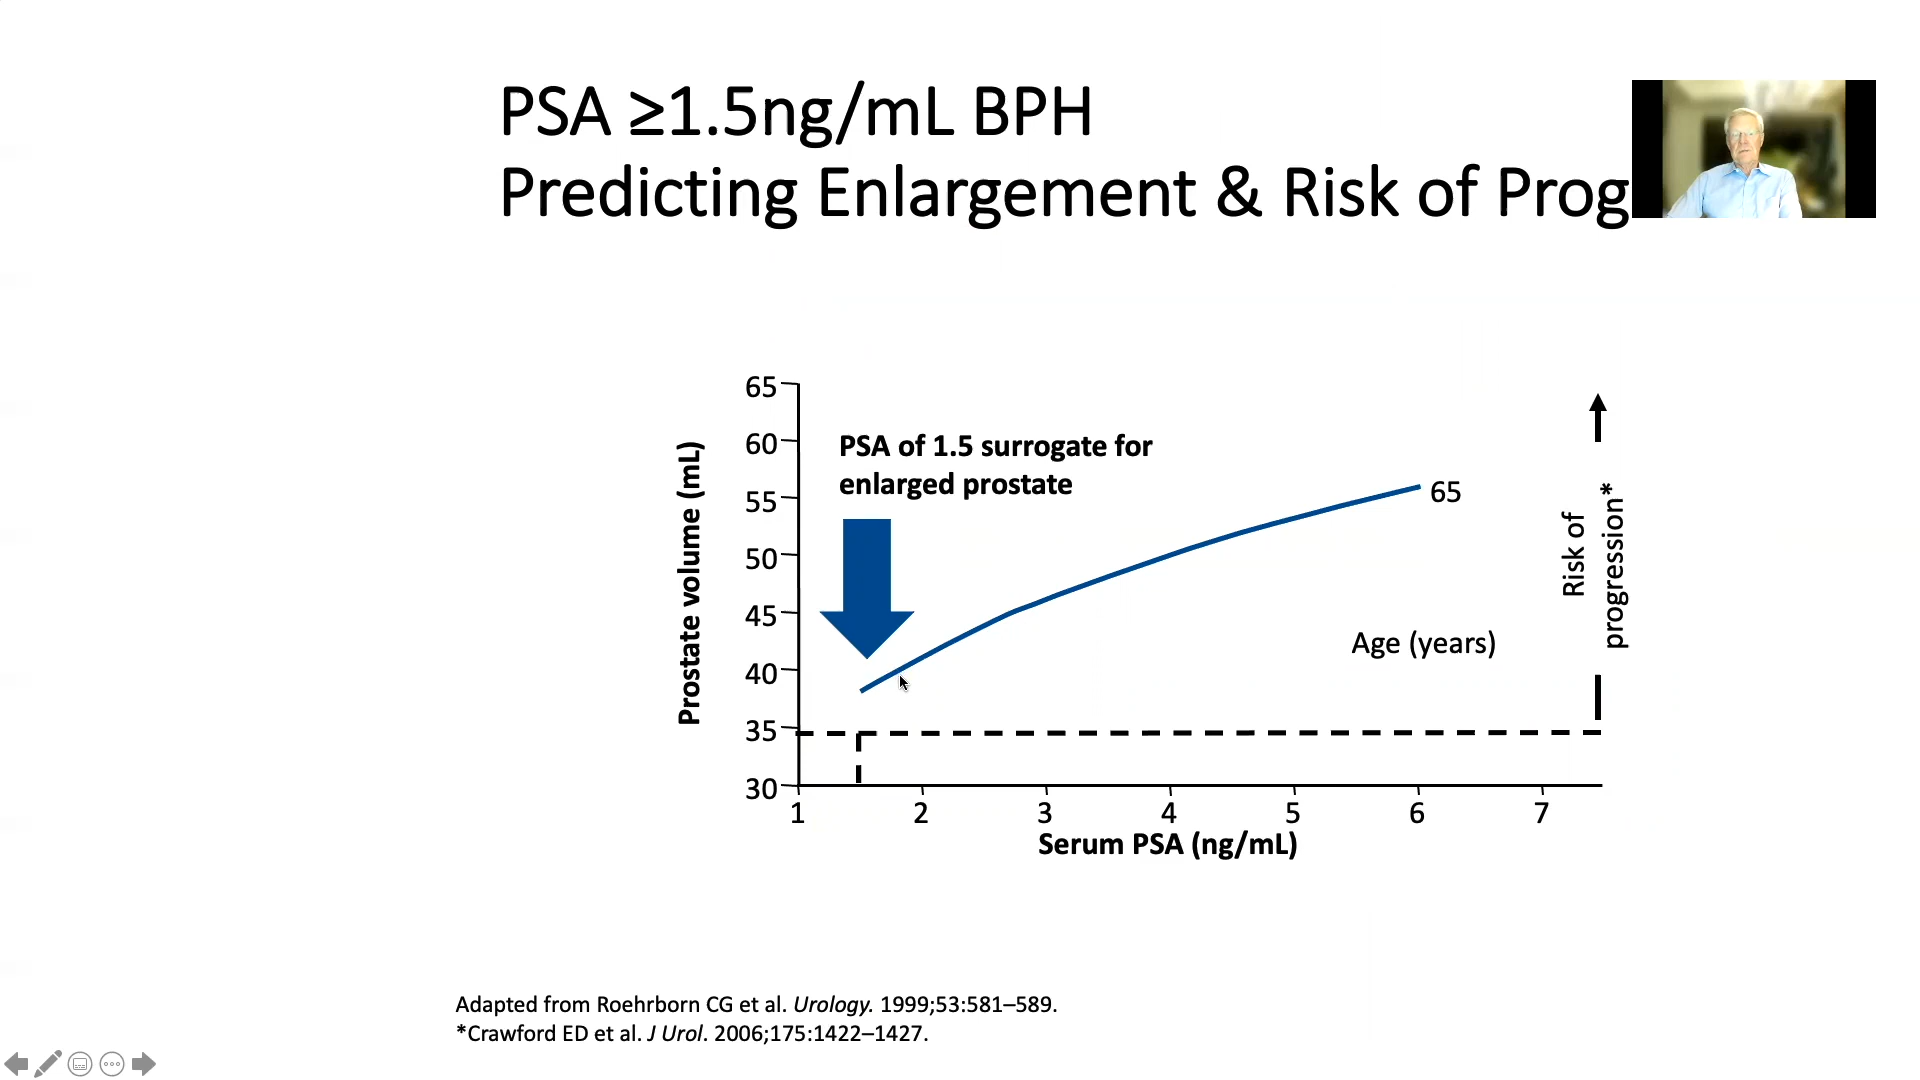 PSA ≥1.5ng/mL BPH
Predicting Enlargement & Risk of Prog
65
60
55
50
45
40
35
30
Prostate volume (mL)
PSA of 1.5 surrogate for
enlarged prostate
65
Age (years)
Risk of
progression*
1 2 3 4 5 6 7
Serum PSA (ng/mL)
Adapted from Roehrborn CG et al. Urology. 1999;53:581–589.
*Crawford ED et al. J Urol. 2006;175:1422–1427.